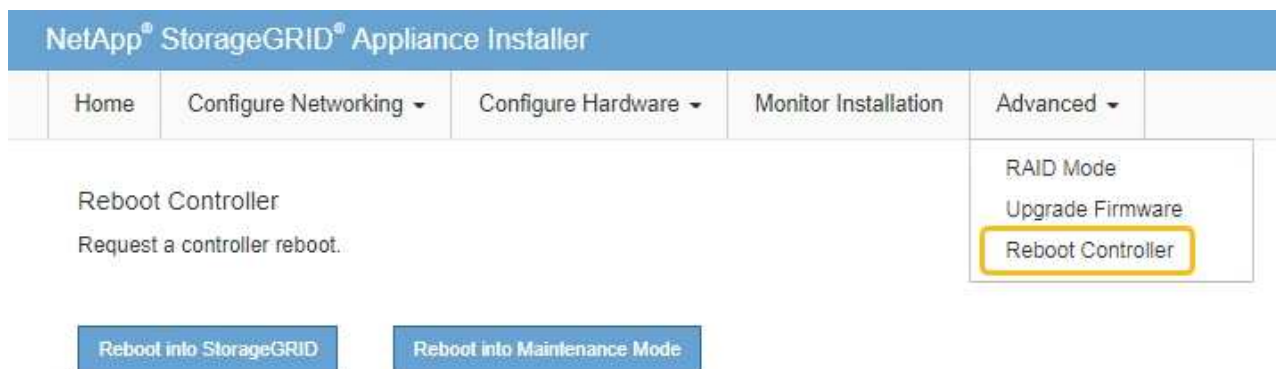 NetApp® StorageGRID® Appliance Installer
Home Configure Networking Configure Hardware Monitor Installation Advanced
RAID Mode
Upgrade Firmware
Reboot Controller
Reboot Controller
Request a controller reboot.
Reboot into StorageGRID Reboot into Maintenance Mode